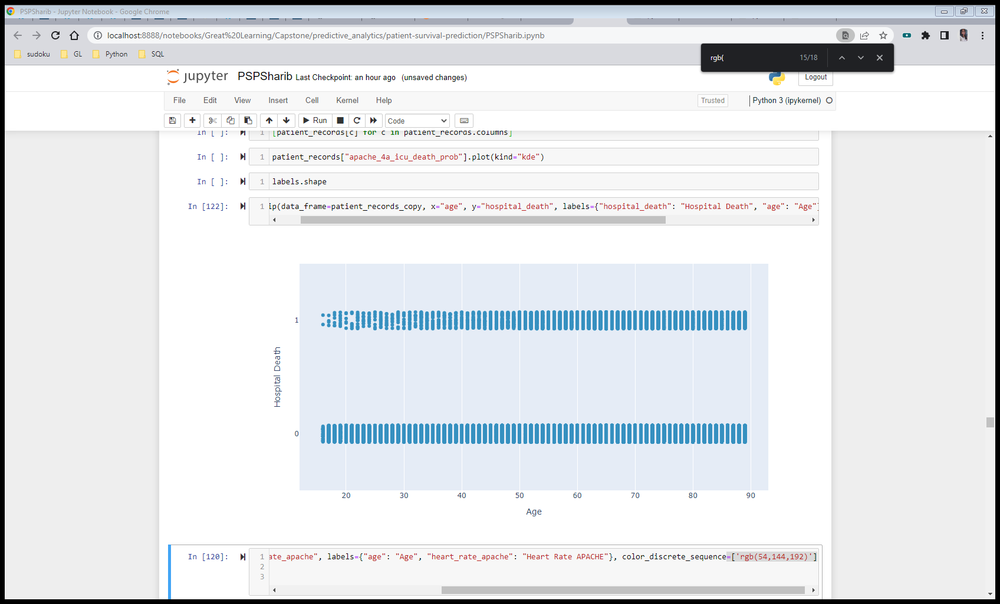 PSPSharib - Jupyter Notebook - Google Chrome
localhost:8888/notebooks/Great%20Learning/Capstone/predictive_analytics/patient-survival-prediction/PSPSharib.ipynb
sudoku GL Python SQL
rgb( 15/18
jupyter PSPSharib Last Checkpoint: an hour ago (unsaved changes) Logout
File Edit View Insert Cell Kernel Help Trusted Python 3 (ipykernel)
Run Code
In [ ]: 1 [patient_records[c] for c in patient_records.columns]
In [ ]: 1 patient_records["apache_4a_icu_death_prob"].plot(kind="kde")
In [ ]: 1 labels.shape
In [122]: 1 ip(data_frame=patient_records_copy, x="age", y="hospital_death", labels={"hospital_death": "Hospital Death", "age": "Age"}
1
Hospital Death
0
20 30 40 50 60 70 80 90
Age
In [120]: 1 ate_apache", labels={"age": "Age", "heart_rate_apache": "Heart Rate APACHE"}, color_discrete_sequence=['rgb(54,144,192)']
2
3